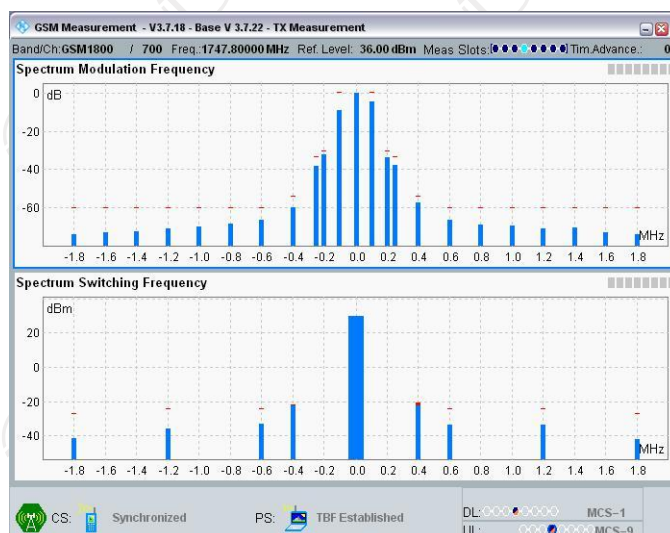 GSM Measurement - V3.7.18 - Base V 3.7.22 - TX Measurement
Band/Ch:GSM1800 / 700 Freq.:1747.80000 MHz Ref. Level: 36.00 dBm Meas Slots: Tim.Advance.: 0
Spectrum Modulation Frequency
dB
0
-20
-40
-60
MHz
-1.8 -1.6 -1.4 -1.2 -1.0 -0.8 -0.6 -0.4 -0.2 0.0 0.2 0.4 0.6 0.8 1.0 1.2 1.4 1.6 1.8
Spectrum Switching Frequency
dBm
20
0
-20
-40
MHz
-1.8 -1.6 -1.4 -1.2 -1.0 -0.8 -0.6 -0.4 -0.2 0.0 0.2 0.4 0.6 0.8 1.0 1.2 1.4 1.6 1.8
CS: Synchronized PS: TBF Established
DL: MCS-1
UL: MCS-9